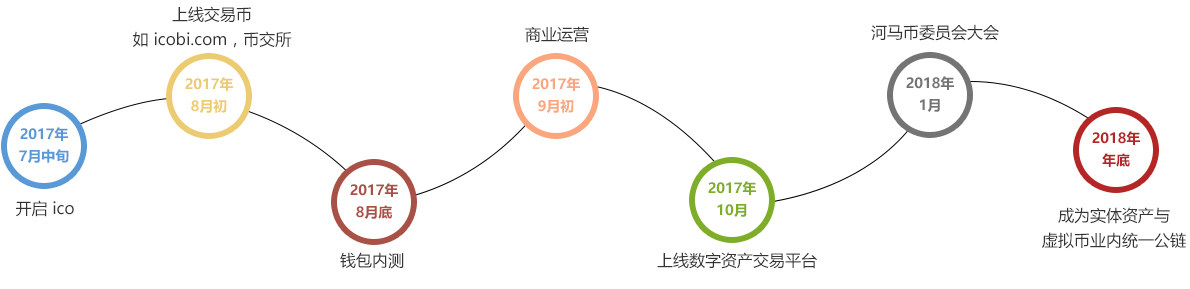 2017年
7月中旬
开启 ico
上线交易币
如 icobi.com，币交所
2017年
8月初
2017年
8月底
钱包内测
商业运营
2017年
9月初
2017年
10月
上线数字资产交易平台
河马币委员会大会
2018年
1月
2018年
年底
成为实体资产与
虚拟币业内统一公链